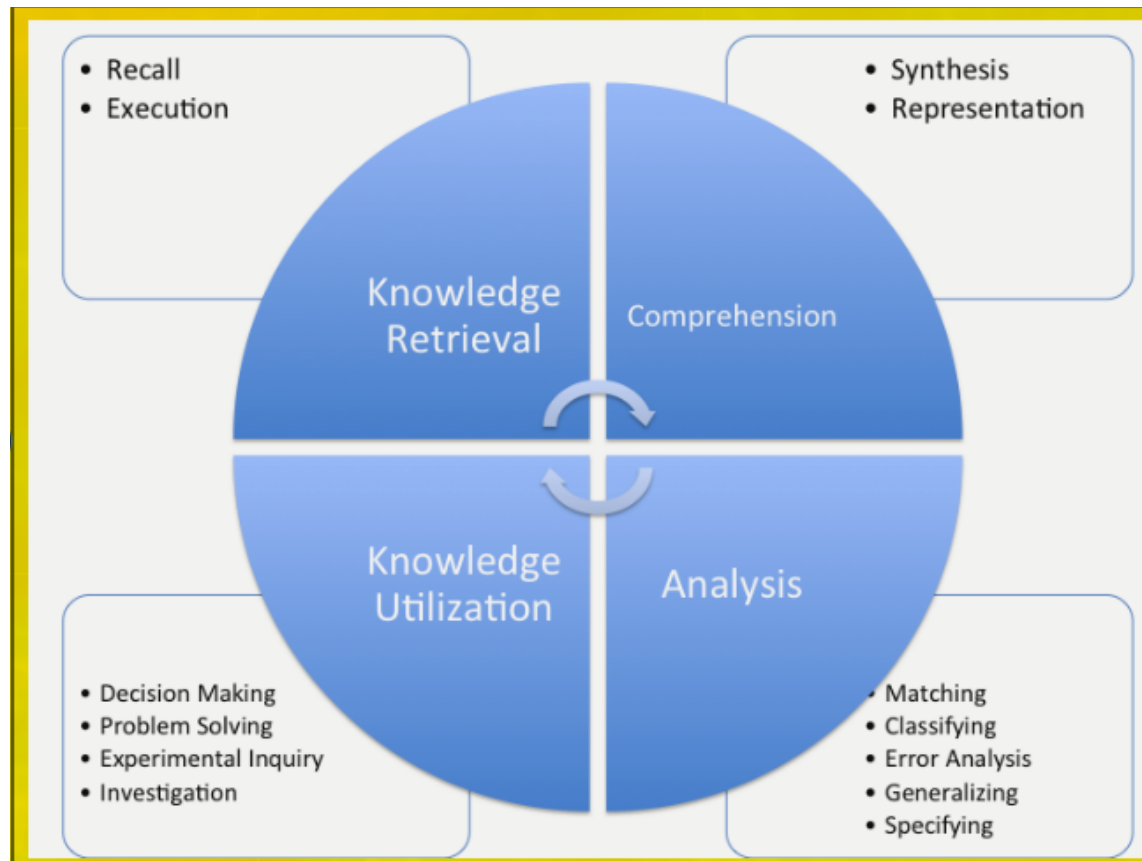 • Recall
• Execution
• Synthesis
• Representation
Knowledge
Retrieval
Comprehension
Knowledge
Utilization
Analysis
• Decision Making
• Problem Solving
• Experimental Inquiry
• Investigation
• Matching
• Classifying
• Error Analysis
• Generalizing
• Specifying